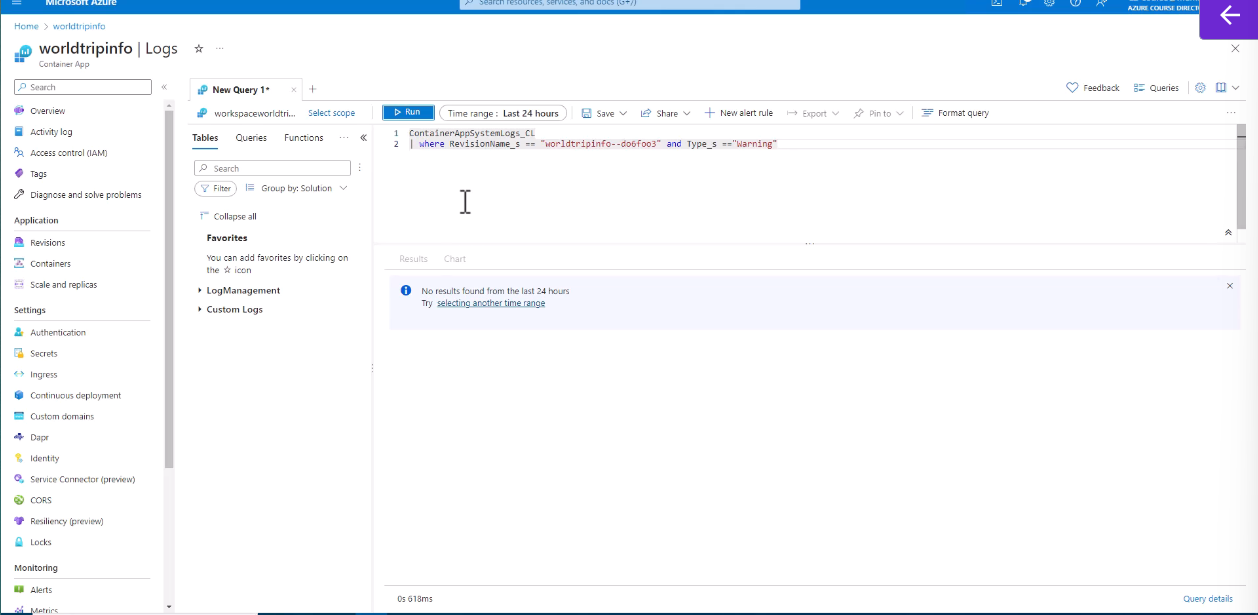 Microsoft Azure
Search resources, services, and docs (G+/)
AZURE COURSE DIRECT
Home > worldtripinfo
worldtripinfo | Logs
Container App
Search
Overview
Activity log
Access control (IAM)
Tags
Diagnose and solve problems
Application
Revisions
Containers
Scale and replicas
Settings
Authentication
Secrets
Ingress
Continuous deployment
Custom domains
Dapr
Identity
Service Connector (preview)
CORS
Resiliency (preview)
Locks
Monitoring
Alerts
Metrics
New Query 1*
Feedback
Queries
workspaceworldtri...
Select scope
Run
Time range : Last 24 hours
Save
Share
New alert rule
Export
Pin to
Format query
Tables
Queries
Functions
Search
Filter
Group by: Solution
Collapse all
Favorites
You can add favorites by clicking on
the ☆ icon
LogManagement
Custom Logs
1 ContainerAppSystemLogs_CL
2 | where RevisionName_s == "worldtripinfo--do6foo3" and Type_s =="Warning"
Results
Chart
No results found from the last 24 hours
Try selecting another time range
0s 618ms
Query details